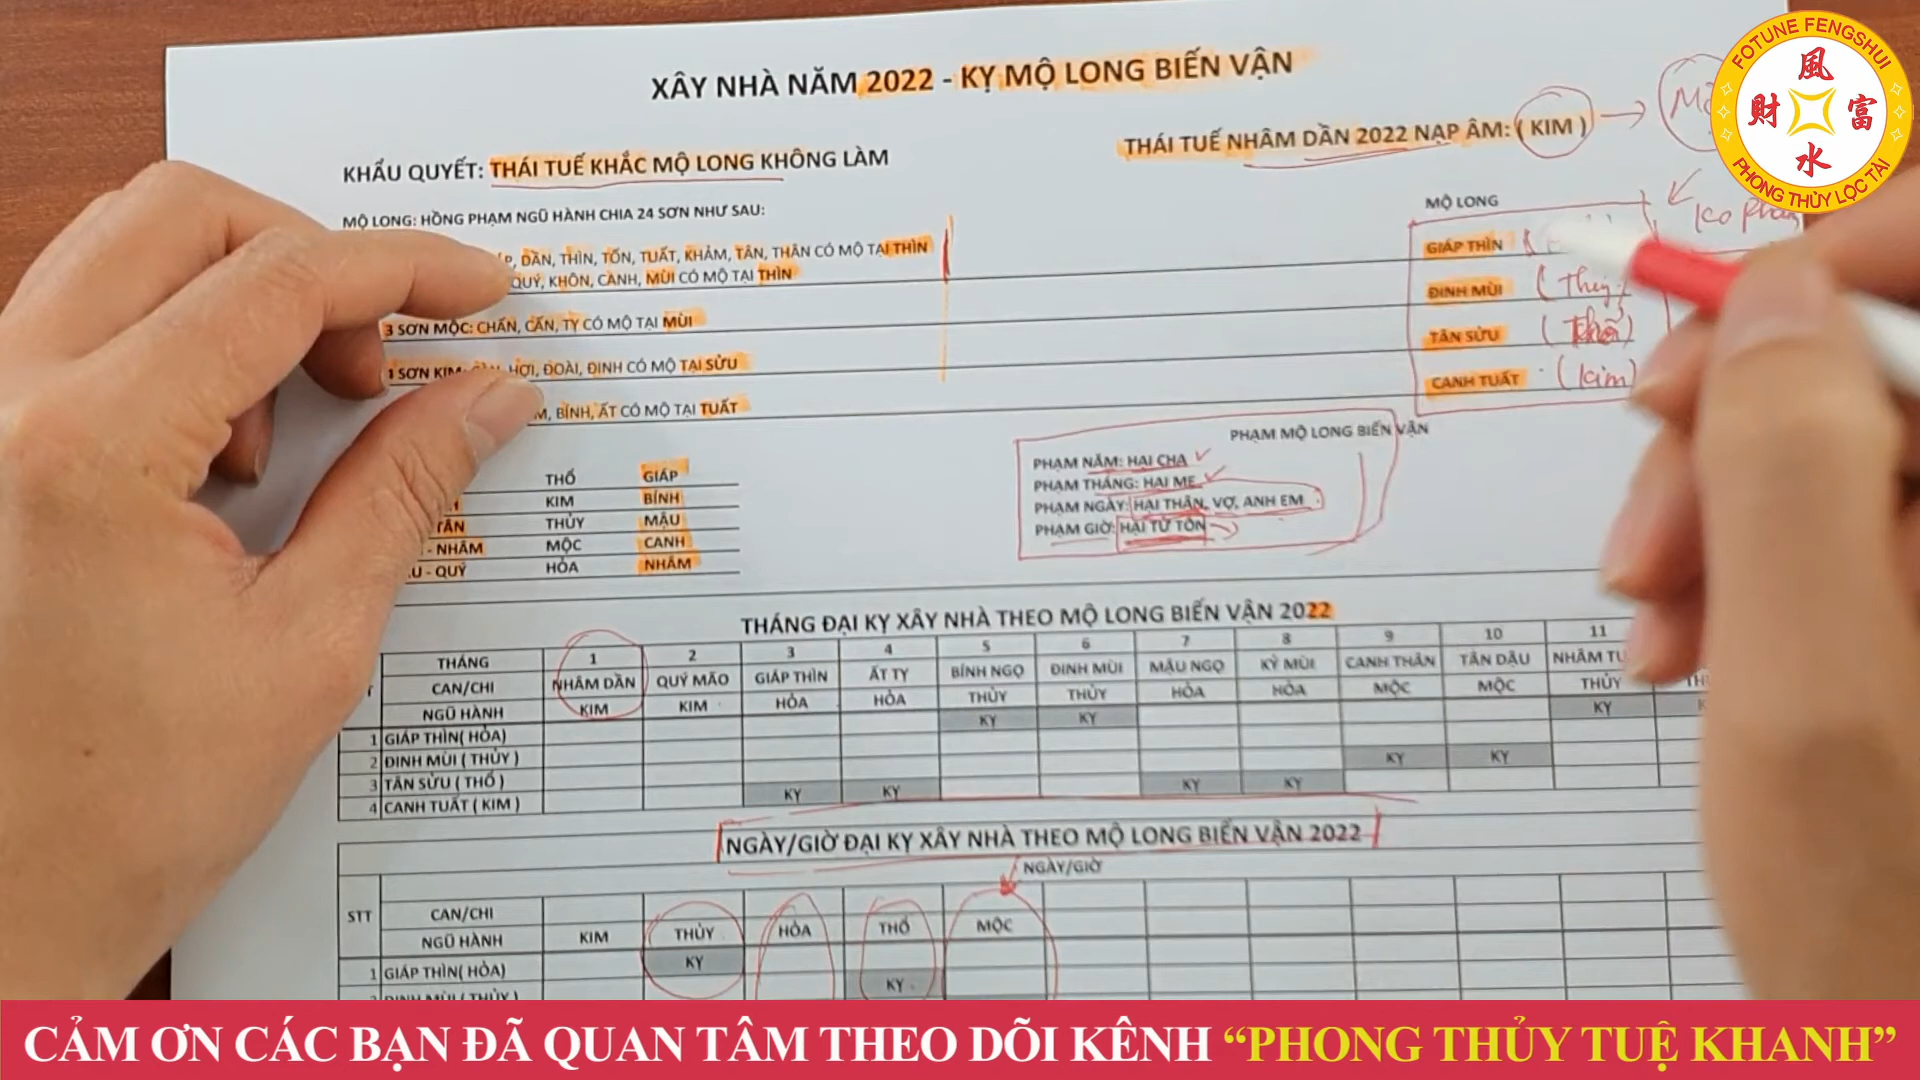 XÂY NHÀ NĂM 2022 - KỴ MỘ LONG BIẾN VẬN
THÁI TUẾ NHÂM DẦN 2022 NẠP ÂM: ( KIM )
KHẨU QUYẾT: THÁI TUẾ KHẮC MỘ LONG KHÔNG LÀM
MỘ LONG: HỒNG PHẠM NGŨ HÀNH CHIA 24 SƠN NHƯ SAU:
DẦN, THÌN, TỐN, TUẤT, KHẢM, TÂN, THÂN CÓ MỘ TẠI THÌN
QUÝ, KHÔN, CANH, MÙI CÓ MỘ TẠI THÌN
3 SƠN MỘC: CHẤN, CẤN, TỴ CÓ MỘ TẠI MÙI
SƠN KIM: HỢI, ĐOÀI, ĐINH CÓ MỘ TẠI SỬU
BÍNH, ẤT CÓ MỘ TẠI TUẤT
MỘ LONG
GIÁP THÌN
ĐINH MÙI ( Thủy )
TÂN SỬU ( Thổ )
CANH TUẤT ( Kim )
THỔ GIÁP
KIM BÍNH
TÂN THỦY MẬU
- NHÂM MỘC CANH
- QUÝ HỎA NHÂM
PHẠM MỘ LONG BIẾN VẬN
PHẠM NĂM: HẠI CHA
PHẠM THÁNG: HẠI MẸ
PHẠM NGÀY: HẠI THÂN, VỢ, ANH EM
PHẠM GIỜ: HẠI TỬ TÔN
THÁNG ĐẠI KỴ XÂY NHÀ THEO MỘ LONG BIẾN VẬN 2022
THÁNG 1 2 3 4 5 6 7 8 9 10 11
CAN/CHI NHÂM DẦN QUÝ MÃO GIÁP THÌN ẤT TỴ BÍNH NGỌ ĐINH MÙI MẬU NGỌ KỶ MÙI CANH THÂN TÂN DẬU NHÂM
NGŨ HÀNH KIM KIM HỎA HỎA THỦY THỦY HỎA HỎA MỘC MỘC THỦY
1 GIÁP THÌN( HỎA) KỴ KỴ KỴ
2 ĐINH MÙI ( THỦY ) KỴ KỴ
3 TÂN SỬU ( THỔ ) KỴ KỴ KỴ KỴ
4 CANH TUẤT ( KIM )
NGÀY/GIỜ ĐẠI KỴ XÂY NHÀ THEO MỘ LONG BIẾN VẬN 2022
NGÀY/GIỜ
STT CAN/CHI
NGŨ HÀNH KIM THỦY HỎA THỔ MỘC
1 GIÁP THÌN( HỎA) KỴ
ĐINH MÙI ( THỦY ) KỴ
FOTUNE FENGSHUI
風
財 富
水
PHONG THỦY LỘC TÀI
CẢM ƠN CÁC BẠN ĐÃ QUAN TÂM THEO DÕI KÊNH “PHONG THỦY TUỆ KHANH”